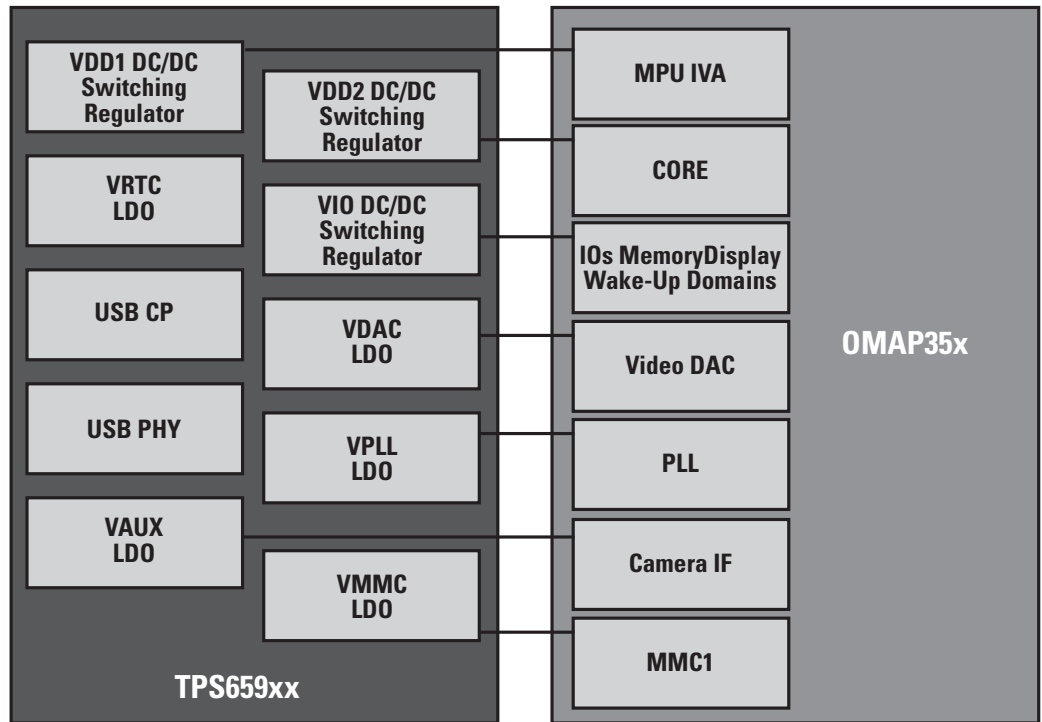 VDD1 DC/DC
Switching
Regulator
VRTC
LDO
USB CP
USB PHY
VAUX
LDO
VDD2 DC/DC
Switching
Regulator
VIO DC/DC
Switching
Regulator
VDAC
LDO
VPLL
LDO
VMMC
LDO
TPS659xx
MPU IVA
CORE
IOs MemoryDisplay
Wake-Up Domains
Video DAC
PLL
Camera IF
MMC1
OMAP35x